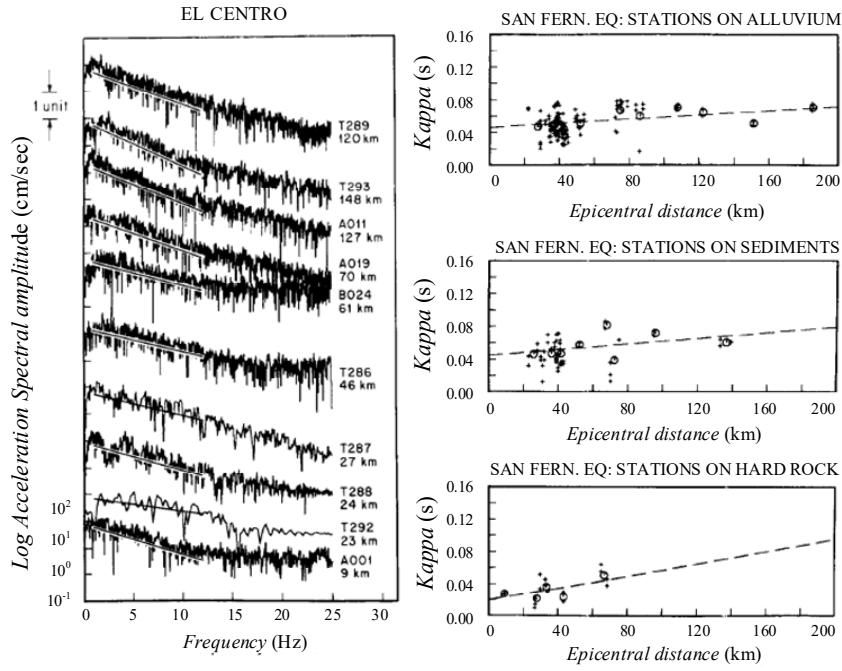 EL CENTRO
Log Acceleration Spectral amplitude (cm/sec)
1 unit
T289
120 km
T293
148 km
A011
127 km
A019
70 km
B024
61 km
T286
46 km
T287
27 km
T288
24 km
T292
23 km
A001
9 km
10²
10¹
10⁰
10⁻¹
0 5 10 15 20 25 30
Frequency (Hz)
SAN FERN. EQ: STATIONS ON ALLUVIUM
Kappa (s)
0.16
0.12
0.08
0.04
0.00
0 40 80 120 160 200
Epicentral distance (km)
SAN FERN. EQ: STATIONS ON SEDIMENTS
Kappa (s)
0.16
0.12
0.08
0.04
0.00
0 40 80 120 160 200
Epicentral distance (km)
SAN FERN. EQ: STATIONS ON HARD ROCK
Kappa (s)
0.16
0.12
0.08
0.04
0.00
0 40 80 120 160 200
Epicentral distance (km)